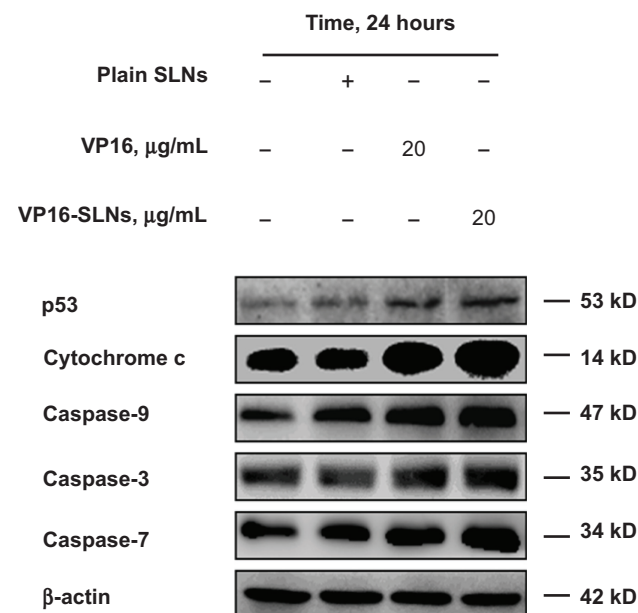 Time, 24 hours
Plain SLNs – + – –
VP16, μg/mL – – 20 –
VP16-SLNs, μg/mL – – – 20
p53 — 53 kD
Cytochrome c — 14 kD
Caspase-9 — 47 kD
Caspase-3 — 35 kD
Caspase-7 — 34 kD
β-actin — 42 kD